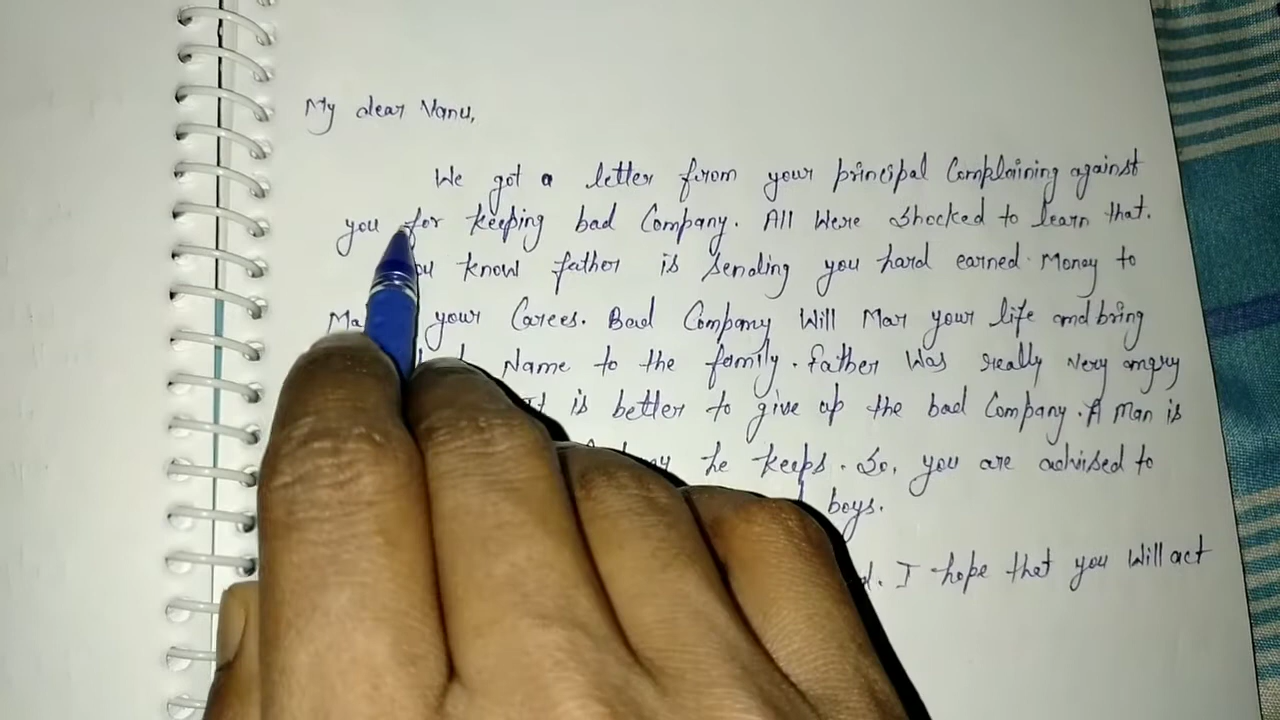 My dear Vanu,
We got a letter from your principal Complaining against
you for keeping bad Company. All Were Shocked to learn that.
know father is Sending you hard earned Money to
your Carees. Bad Company Will Mar your life and bring
Name to the family. Father Was really very angry
It is better to give up the bad Company. A Man is
he keeps. So, you are advised to
boys.
I hope that you Will act